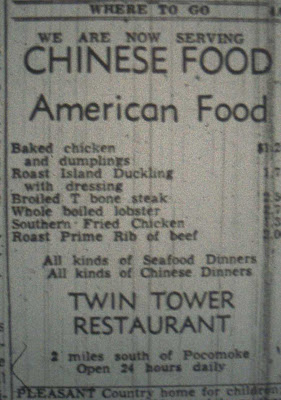 WHERE TO GO
WE ARE NOW SERVING
CHINESE FOOD
American Food
Baked chicken
and dumplings
Roast Island Duckling
with dressing
Broiled T bone steak
Whole boiled lobster
Southern Fried Chicken
Roast Prime Rib of beef
All kinds of Seafood Dinners
All kinds of Chinese Dinners
TWIN TOWER
RESTAURANT
2 miles south of Pocomoke
Open 24 hours daily
PLEASANT Country home for children